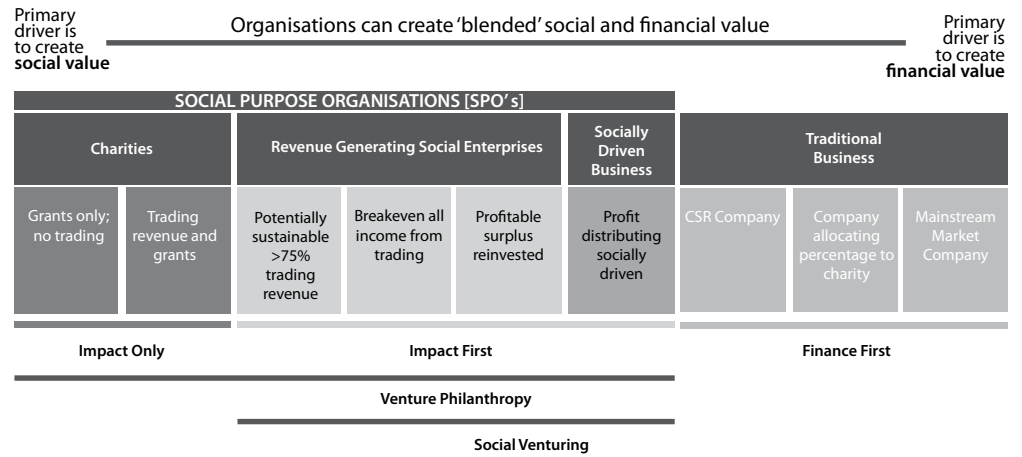 Primary
driver is
to create
social value
Organisations can create ‘blended’ social and financial value
Primary
driver is
to create
financial value
SOCIAL PURPOSE ORGANISATIONS [SPO’ s]
Charities
Revenue Generating Social Enterprises
Socially
Driven
Business
Traditional
Business
Grants only;
no trading
Trading
revenue and
grants
Potentially
sustainable
>75%
trading
revenue
Breakeven all
income from
trading
Profitable
surplus
reinvested
Profit
distributing
socially
driven
CSR Company
Company
allocating
percentage to
charity
Mainstream
Market
Company
Impact Only
Impact First
Finance First
Venture Philanthropy
Social Venturing